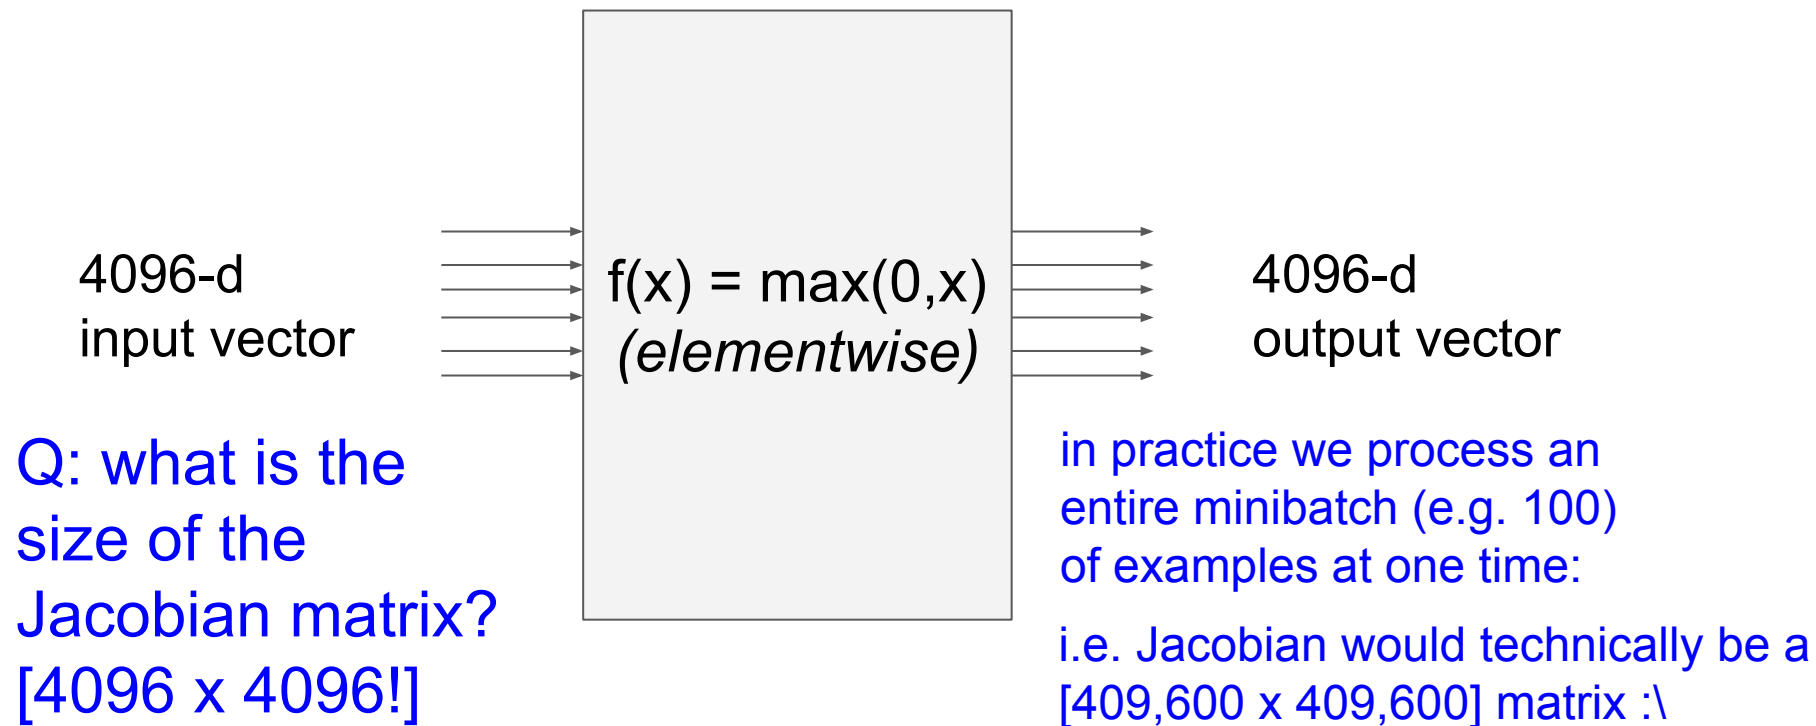 4096-d
input vector
f(x) = max(0,x)
(elementwise)
4096-d
output vector
Q: what is the
size of the
Jacobian matrix?
[4096 x 4096!]
in practice we process an
entire minibatch (e.g. 100)
of examples at one time:
i.e. Jacobian would technically be a
[409,600 x 409,600] matrix :\